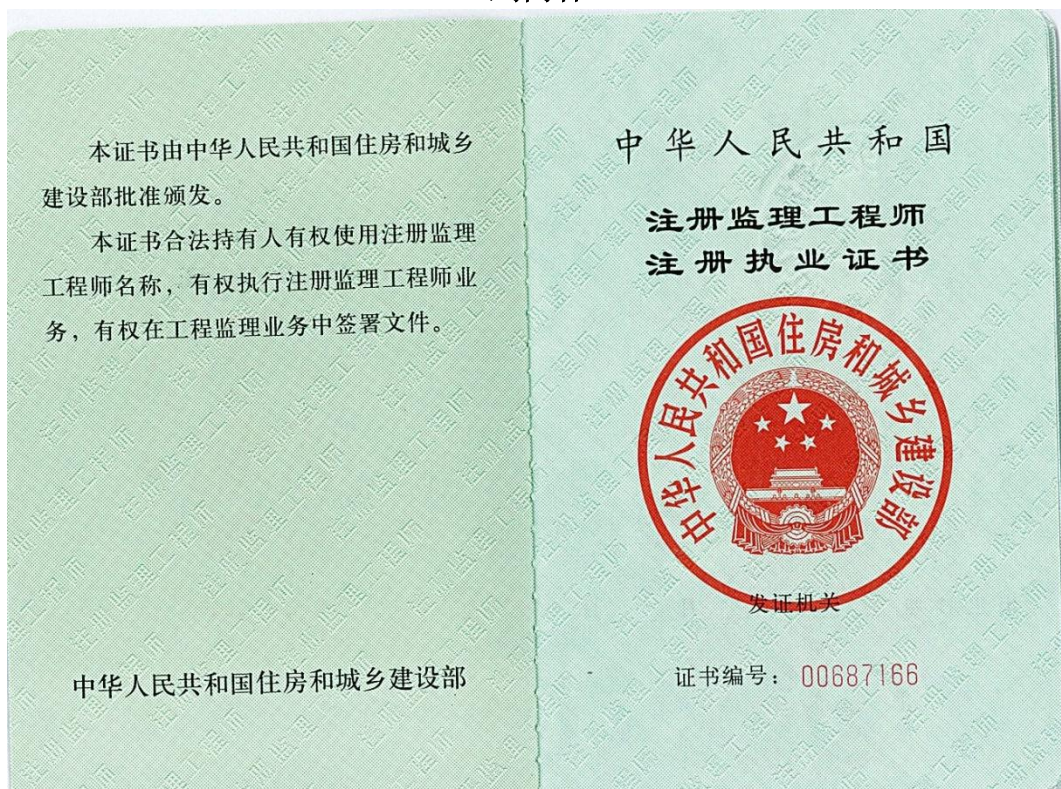 本证书由中华人民共和国住房和城乡
建设部批准颁发。
本证书合法持有人有权使用注册监理
工程师名称，有权执行注册监理工程师业
务，有权在工程监理业务中签署文件。
中华人民共和国住房和城乡建设部
中华人民共和国
注册监理工程师
注册执业证书
中华人民共和国住房和城乡建设部
发证机关
证书编号：00687166